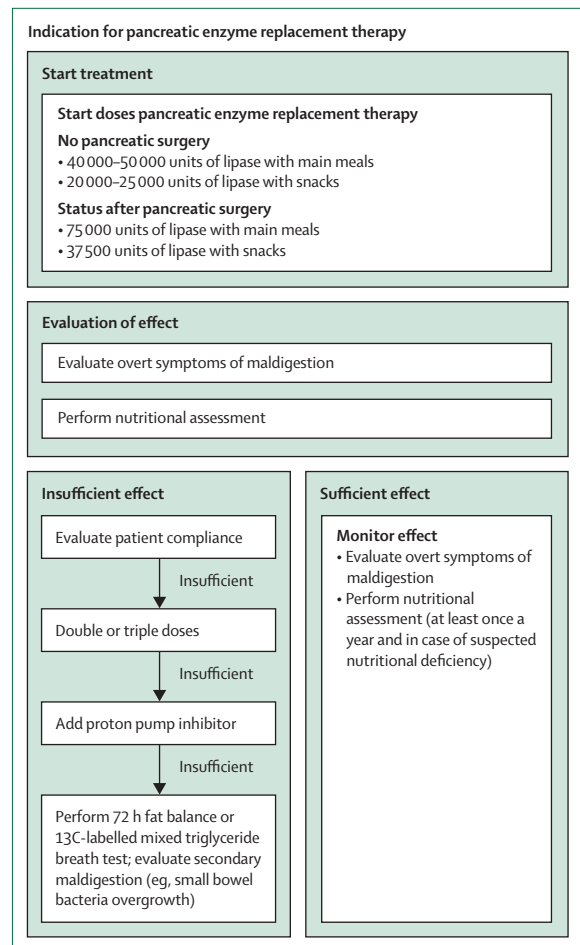 Indication for pancreatic enzyme replacement therapy
Start treatment
Start doses pancreatic enzyme replacement therapy
No pancreatic surgery
• 40 000–50 000 units of lipase with main meals
• 20 000–25 000 units of lipase with snacks
Status after pancreatic surgery
• 75 000 units of lipase with main meals
• 37 500 units of lipase with snacks
Evaluation of effect
Evaluate overt symptoms of maldigestion
Perform nutritional assessment
Insufficient effect
Evaluate patient compliance
Insufficient
Double or triple doses
Insufficient
Add proton pump inhibitor
Insufficient
Perform 72 h fat balance or
13C-labelled mixed triglyceride
breath test; evaluate secondary
maldigestion (eg, small bowel
bacteria overgrowth)
Sufficient effect
Monitor effect
• Evaluate overt symptoms of
maldigestion
• Perform nutritional
assessment (at least once a
year and in case of suspected
nutritional deficiency)